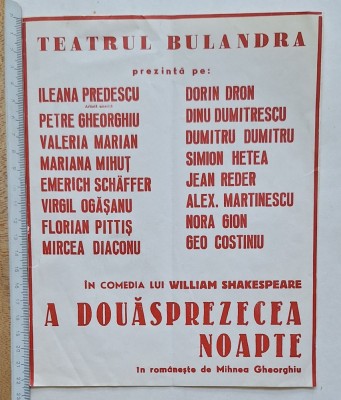 TEATRUL BULANDRA
prezintă pe:
ILEANA PREDESCU
PETRE GHEORGHIU
VALERIA MARIAN
MARIANA MIHUȚ
EMERICH SCHÄFFER
VIRGIL OGĂȘANU
FLORIAN PITTIȘ
MIRCEA DIACONU
DORIN DRON
DINU DUMITRESCU
DUMITRU DUMITRU
SIMION HETEA
JEAN REDER
ALEX. MARTINESCU
NORA GION
GEO COSTINIU
IN COMEDIA LUI WILLIAM SHAKESPEARE
A DOUĂSPREZECEA
NOAPTE
In românește de Mihnea Gheorghiu